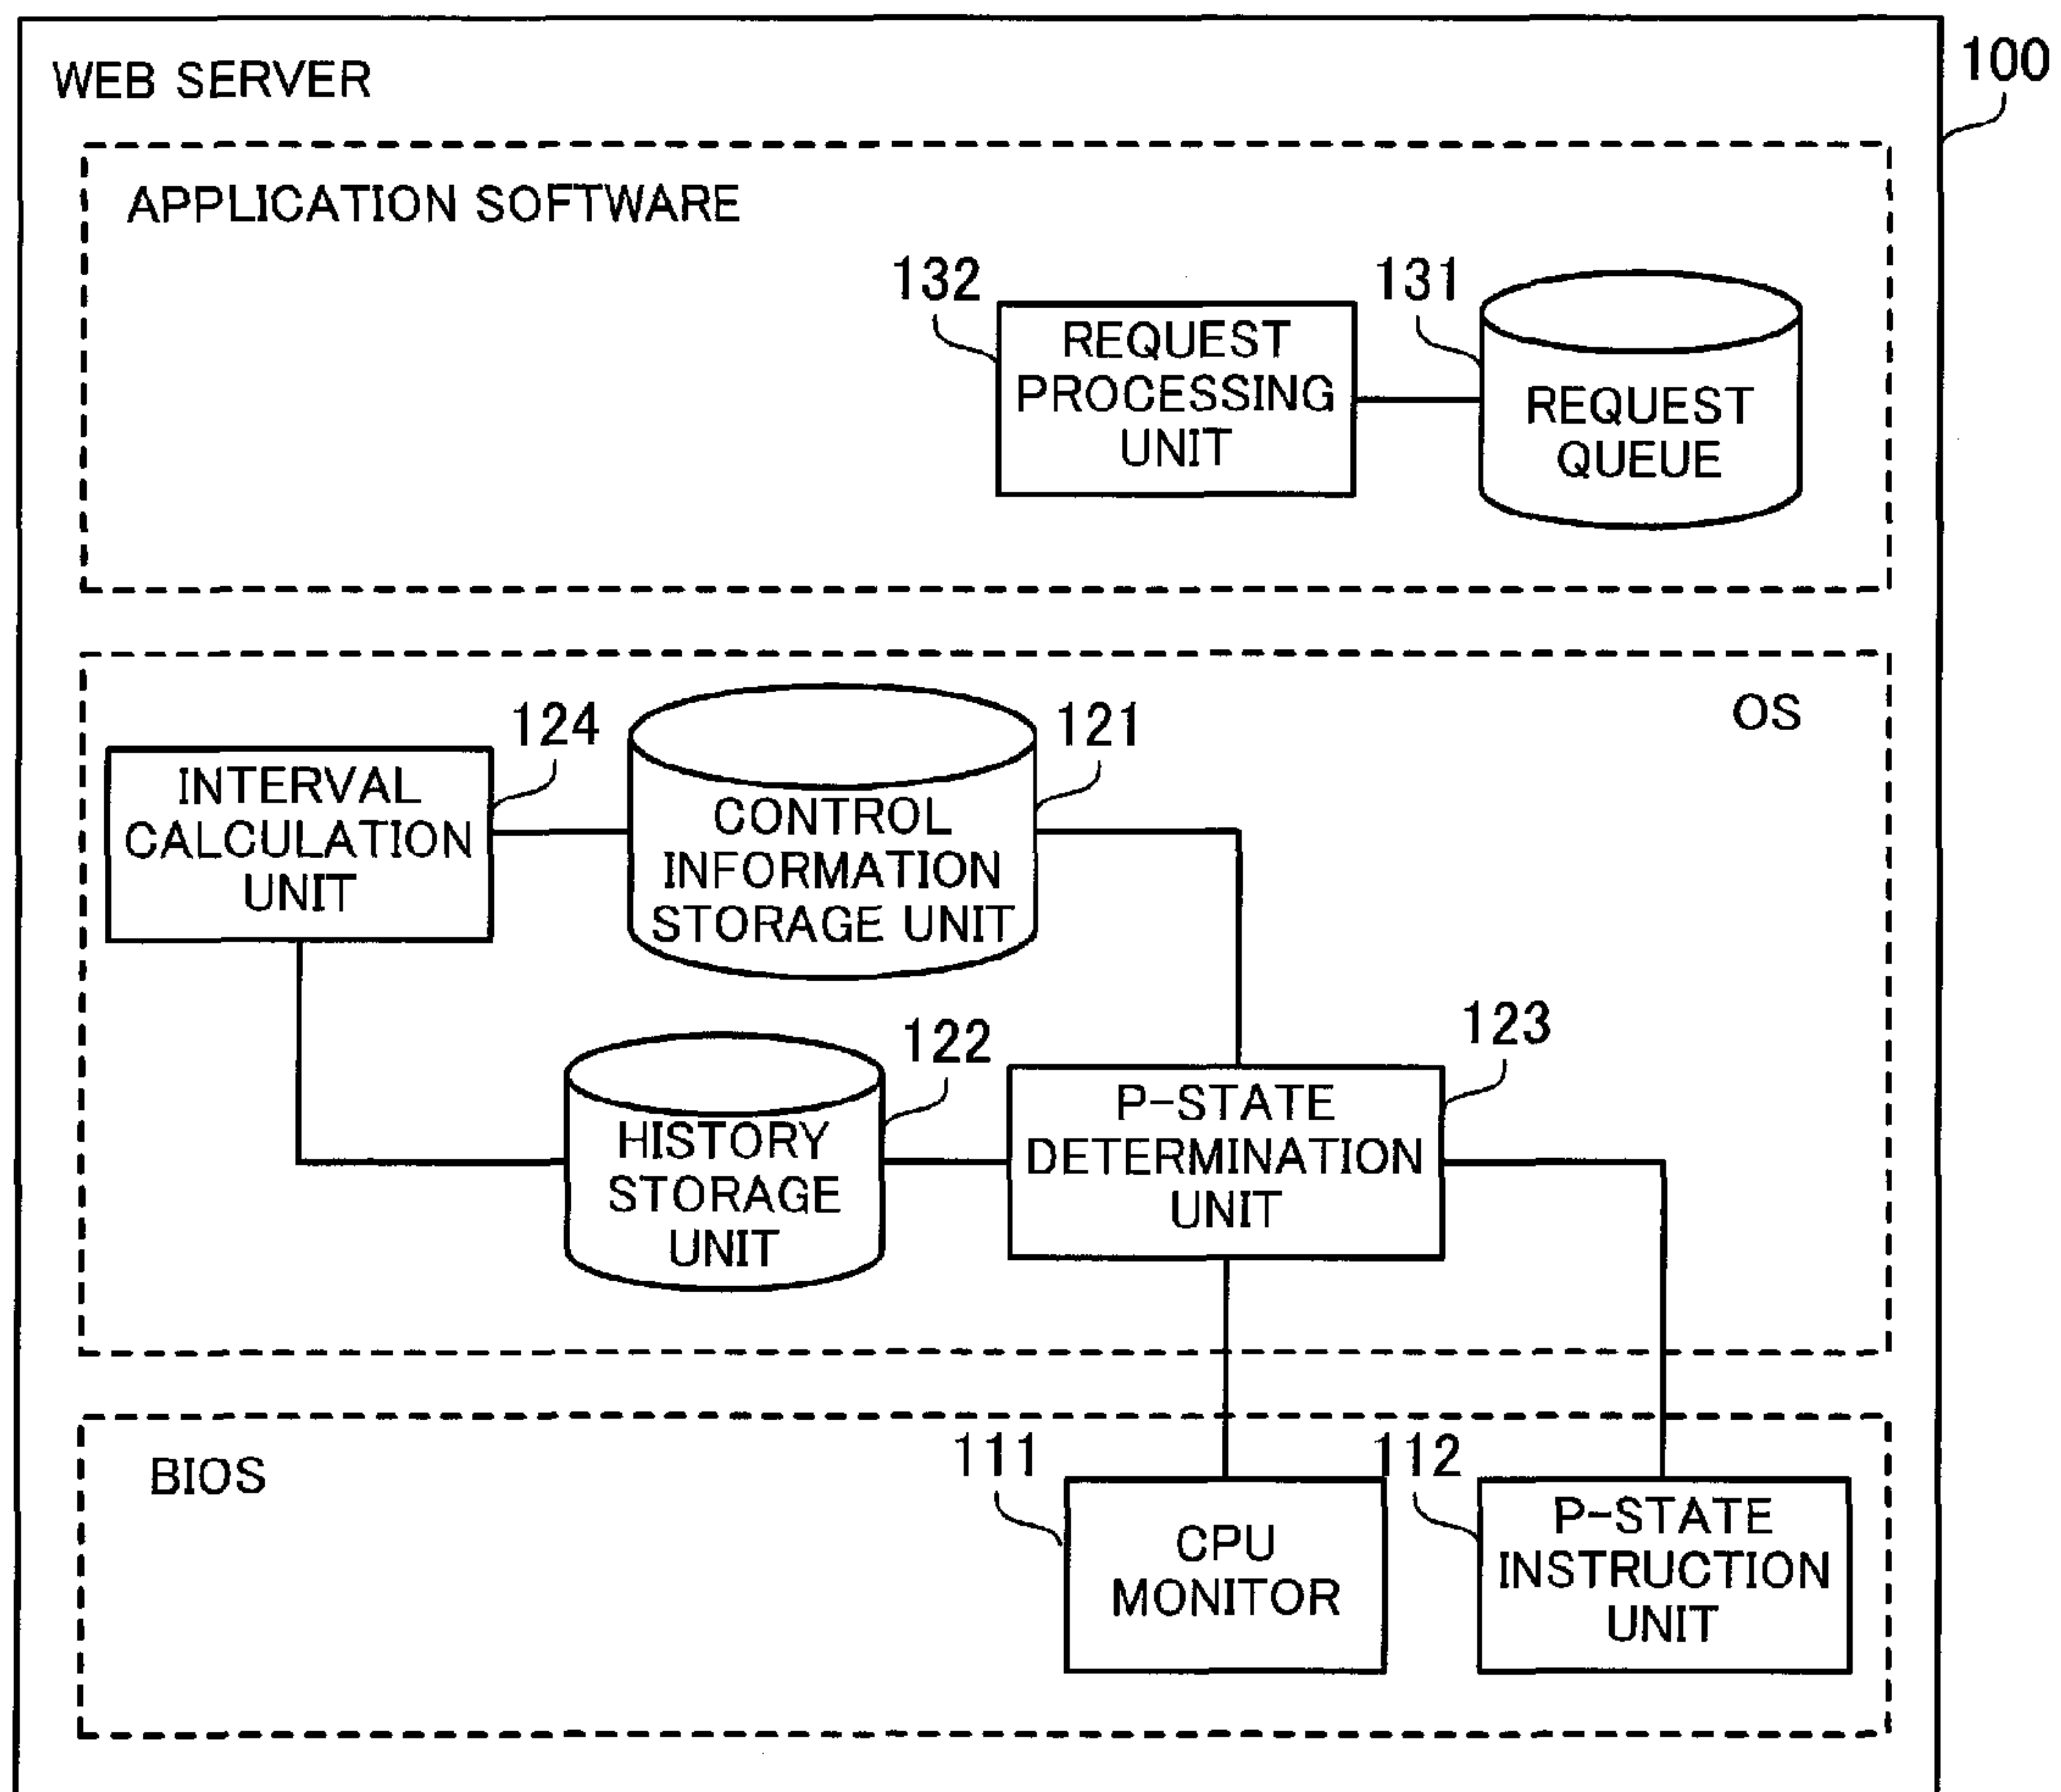 WEB SERVER
100
APPLICATION SOFTWARE
132
REQUEST
PROCESSING
UNIT
131
REQUEST
QUEUE
OS
124
INTERVAL
CALCULATION
UNIT
121
CONTROL
INFORMATION
STORAGE UNIT
122
HISTORY
STORAGE
UNIT
123
P-STATE
DETERMINATION
UNIT
BIOS
111
CPU
MONITOR
112
P-STATE
INSTRUCTION
UNIT